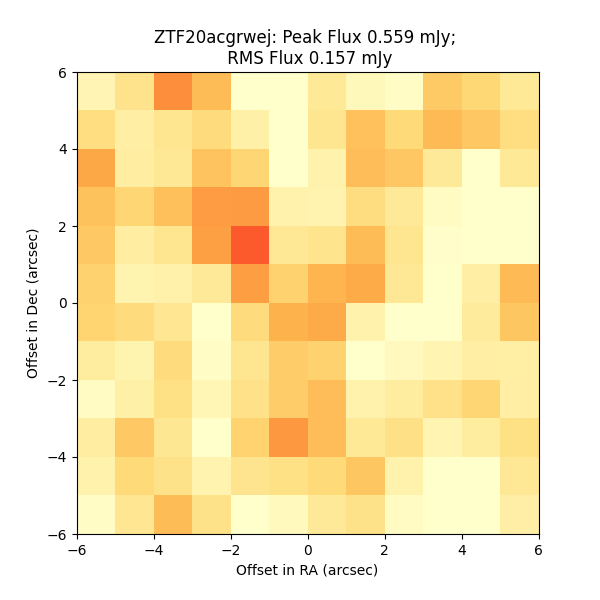 ZTF20acgrwej: Peak Flux 0.559 mJy;
RMS Flux 0.157 mJy
6
4
2
0
−2
−4
−6
Offset in Dec (arcsec)
−6 −4 −2 0 2 4 6
Offset in RA (arcsec)